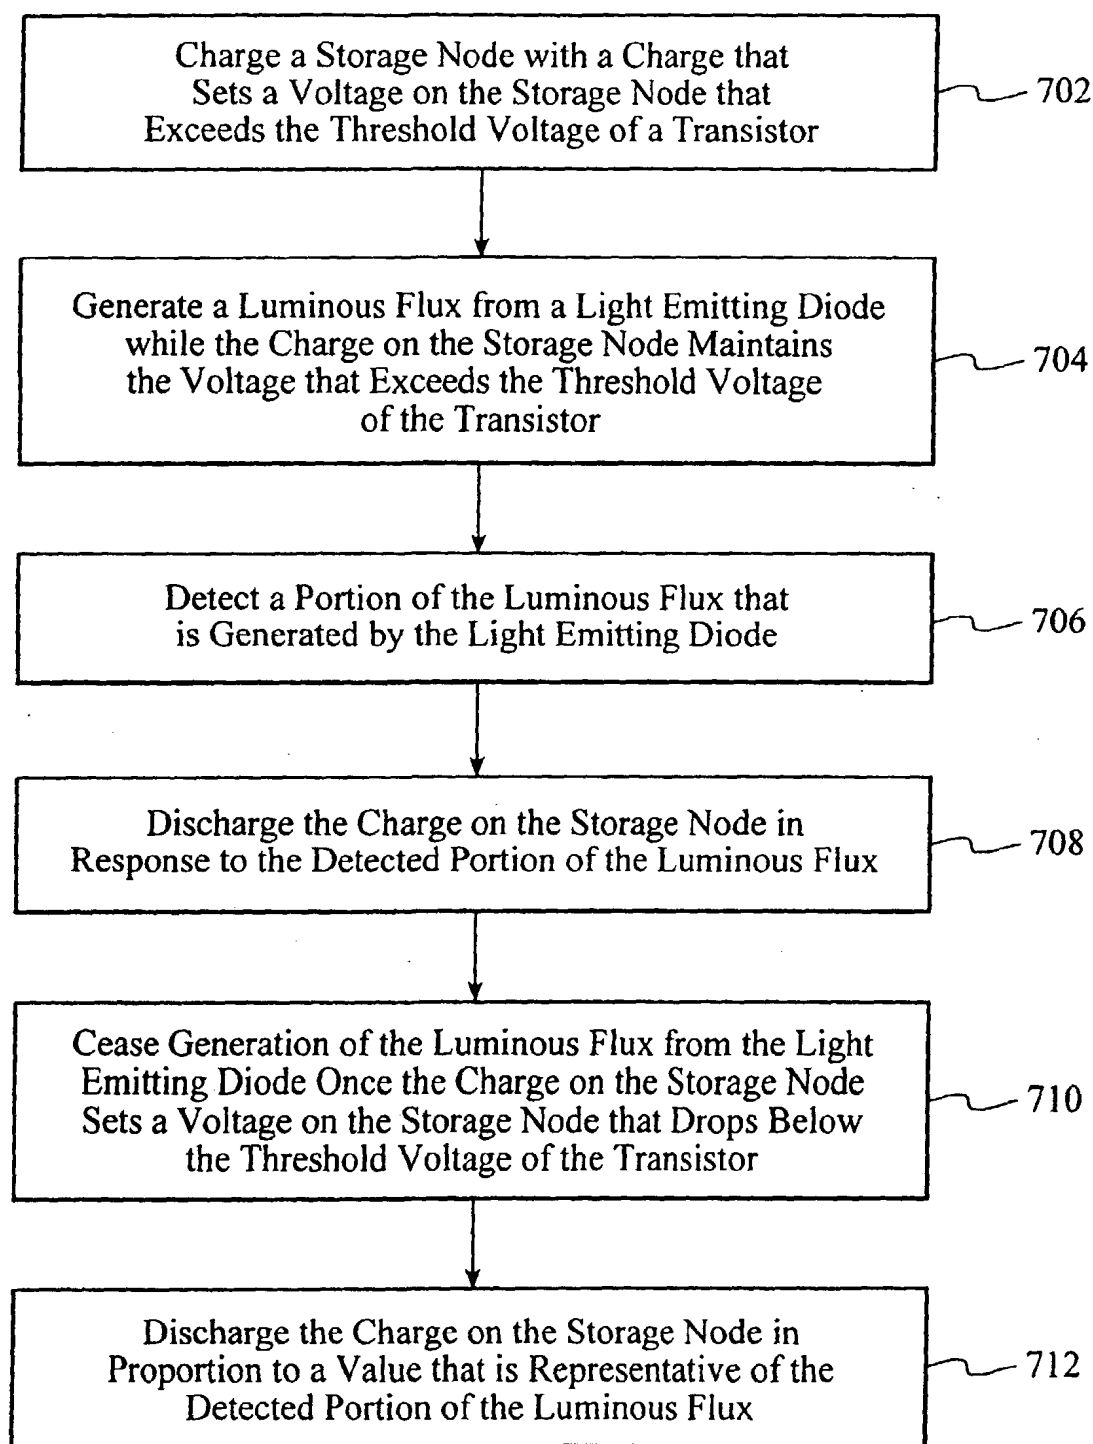 Charge a Storage Node with a Charge that
Sets a Voltage on the Storage Node that
Exceeds the Threshold Voltage of a Transistor
702
Generate a Luminous Flux from a Light Emitting Diode
while the Charge on the Storage Node Maintains
the Voltage that Exceeds the Threshold Voltage
of the Transistor
704
Detect a Portion of the Luminous Flux that
is Generated by the Light Emitting Diode
706
Discharge the Charge on the Storage Node in
Response to the Detected Portion of the Luminous Flux
708
Cease Generation of the Luminous Flux from the Light
Emitting Diode Once the Charge on the Storage Node
Sets a Voltage on the Storage Node that Drops Below
the Threshold Voltage of the Transistor
710
Discharge the Charge on the Storage Node in
Proportion to a Value that is Representative of the
Detected Portion of the Luminous Flux
712